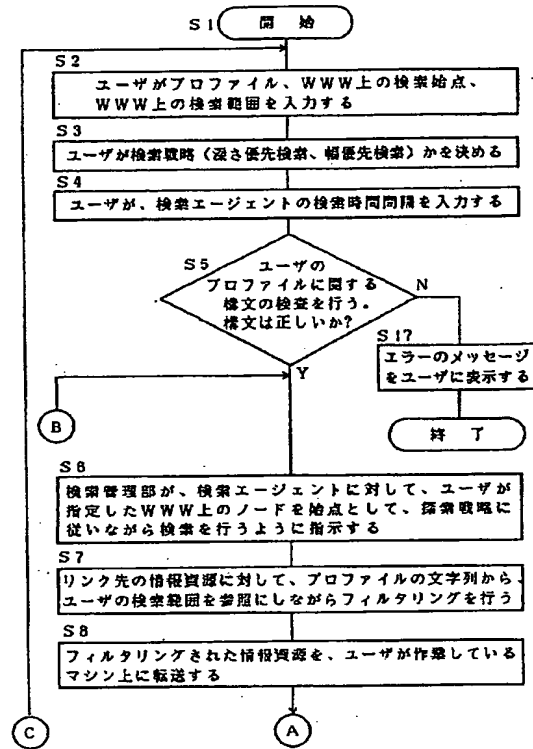 S1
開 始
S2
ユーザがプロファイル、WWW上の検索始点、
WWW上の検索範囲を入力する
S3
ユーザが検索戦略（深さ優先検索、幅優先検索）かを決める
S4
ユーザが、検索エージェントの検索時間間隔を入力する
S5
ユーザの
プロファイルに関する
構文の検査を行う。
構文は正しいか?
N
Y
S17
エラーのメッセージ
をユーザに表示する
終 了
B
S6
検索管理部が、検索エージェントに対して、ユーザが
指定したWWW上のノードを始点として、探索戦略に
従いながら検索を行うように指示する
S7
リンク先の情報資源に対して、プロファイルの文字列から、
ユーザの検索範囲を参照にしながらフィルタリングを行う
S8
フィルタリングされた情報資源を、ユーザが作業している
マシン上に転送する
C
A